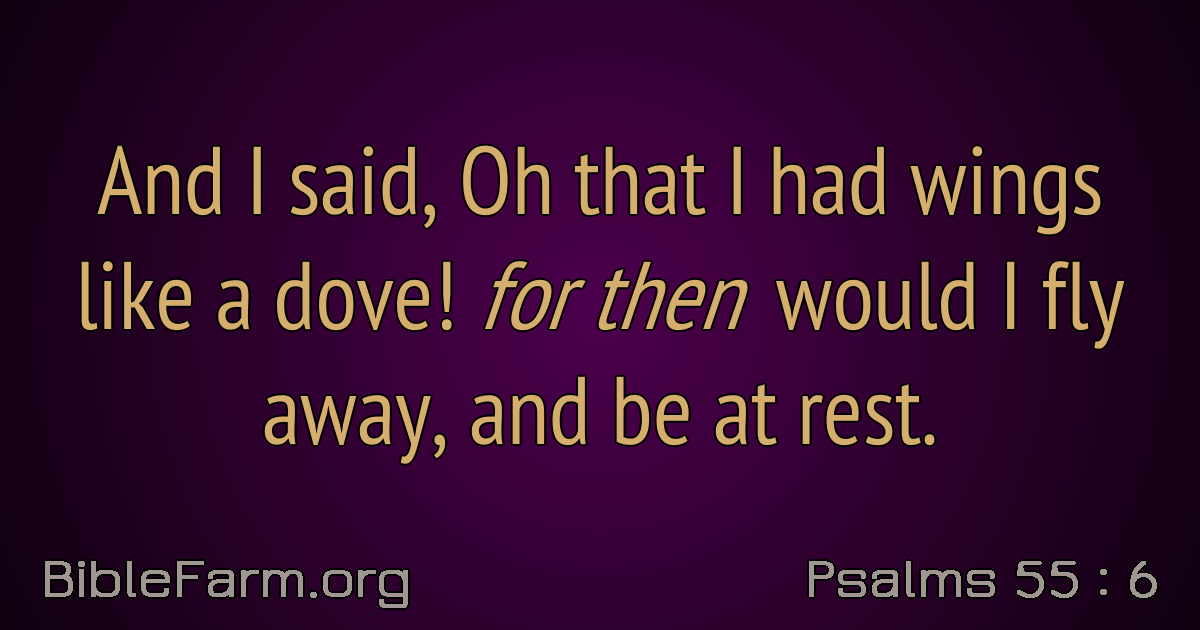 And I said, Oh that I had wings
like a dove! for then would I fly
away, and be at rest.
BibleFarm.org
Psalms 55 : 6